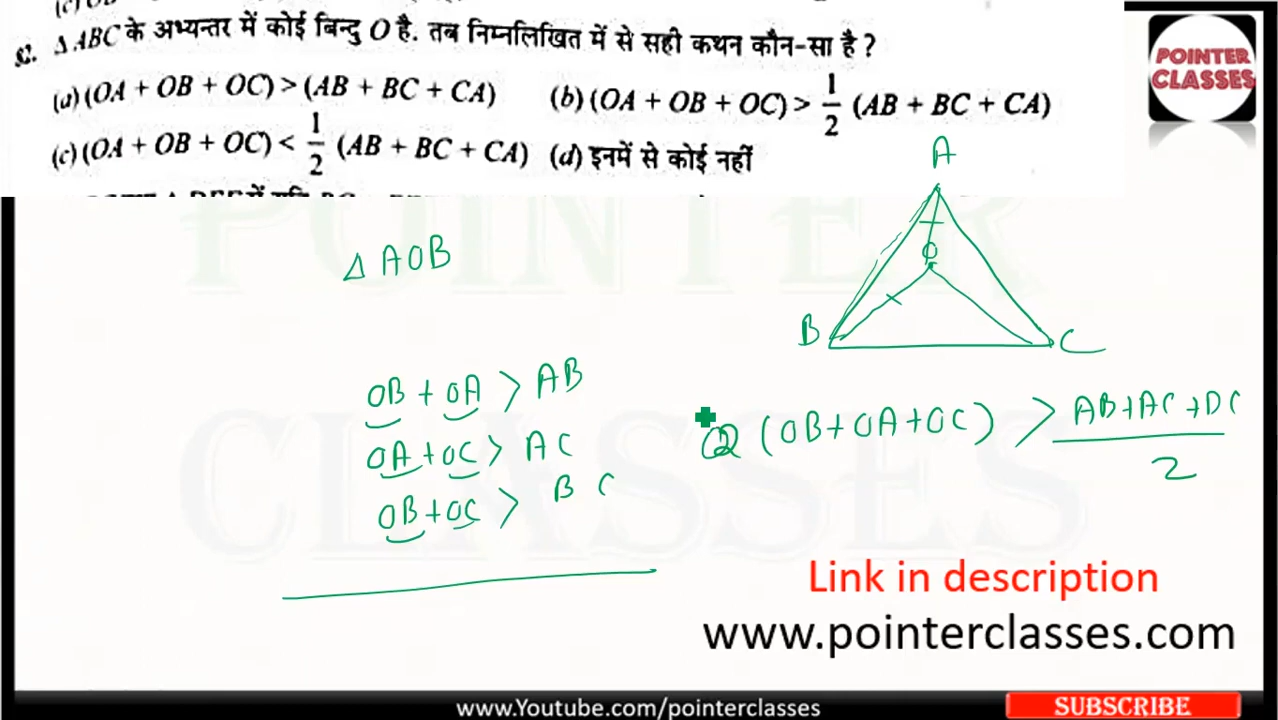 △ ABC के अभ्यन्तर में कोई बिन्दु O है. तब निम्नलिखित में से सही कथन कौन-सा है ?
(a) (OA + OB + OC) > (AB + BC + CA) (b) (OA + OB + OC) > 1/2 (AB + BC + CA)
(c) (OA + OB + OC) < 1/2 (AB + BC + CA) (d) इनमें से कोई नहीं
POINTER
CLASSES
A
O
B
C
△ AOB
OB + OA > AB
OA + OC > AC
OB + OC > BC
(OB + OA + OC) > AB + AC + DC
2
POINTER
CLASSES
Link in description
www.pointerclasses.com
www.Youtube.com/pointerclasses
SUBSCRIBE